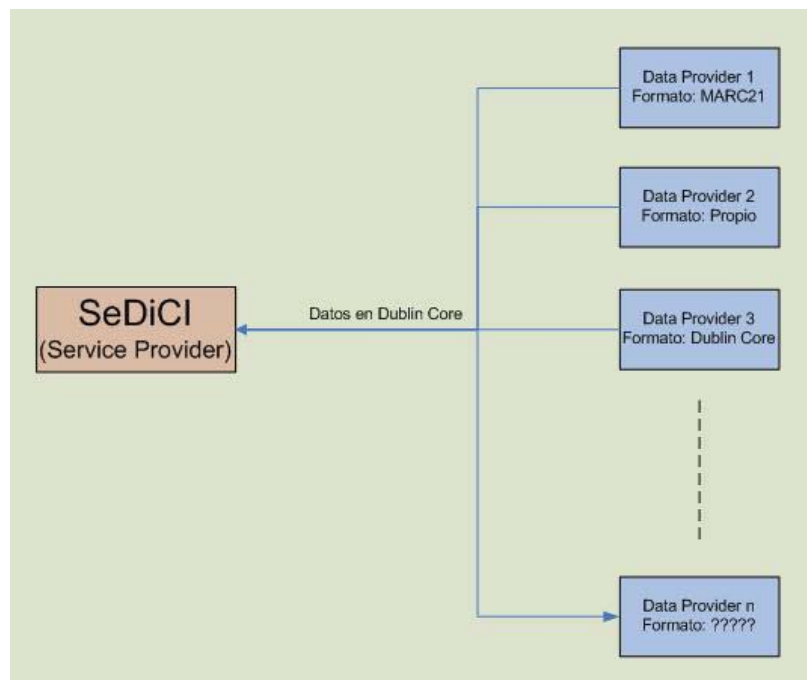 Data Provider 1
Formato: MARC21
Data Provider 2
Formato: Propio
SeDiCI
(Service Provider)
Datos en Dublin Core
Data Provider 3
Formato: Dublin Core
Data Provider n
Formato: ?????